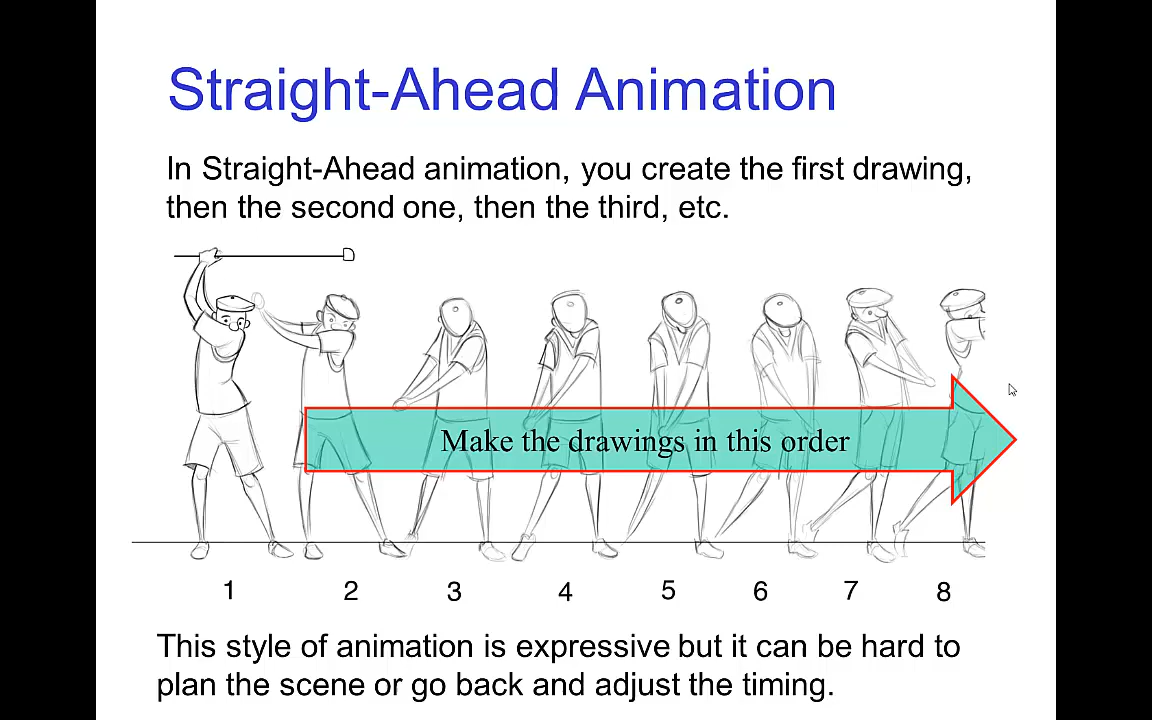 Straight-Ahead Animation
In Straight-Ahead animation, you create the first drawing,
then the second one, then the third, etc.
Make the drawings in this order
1 2 3 4 5 6 7 8
This style of animation is expressive but it can be hard to
plan the scene or go back and adjust the timing.